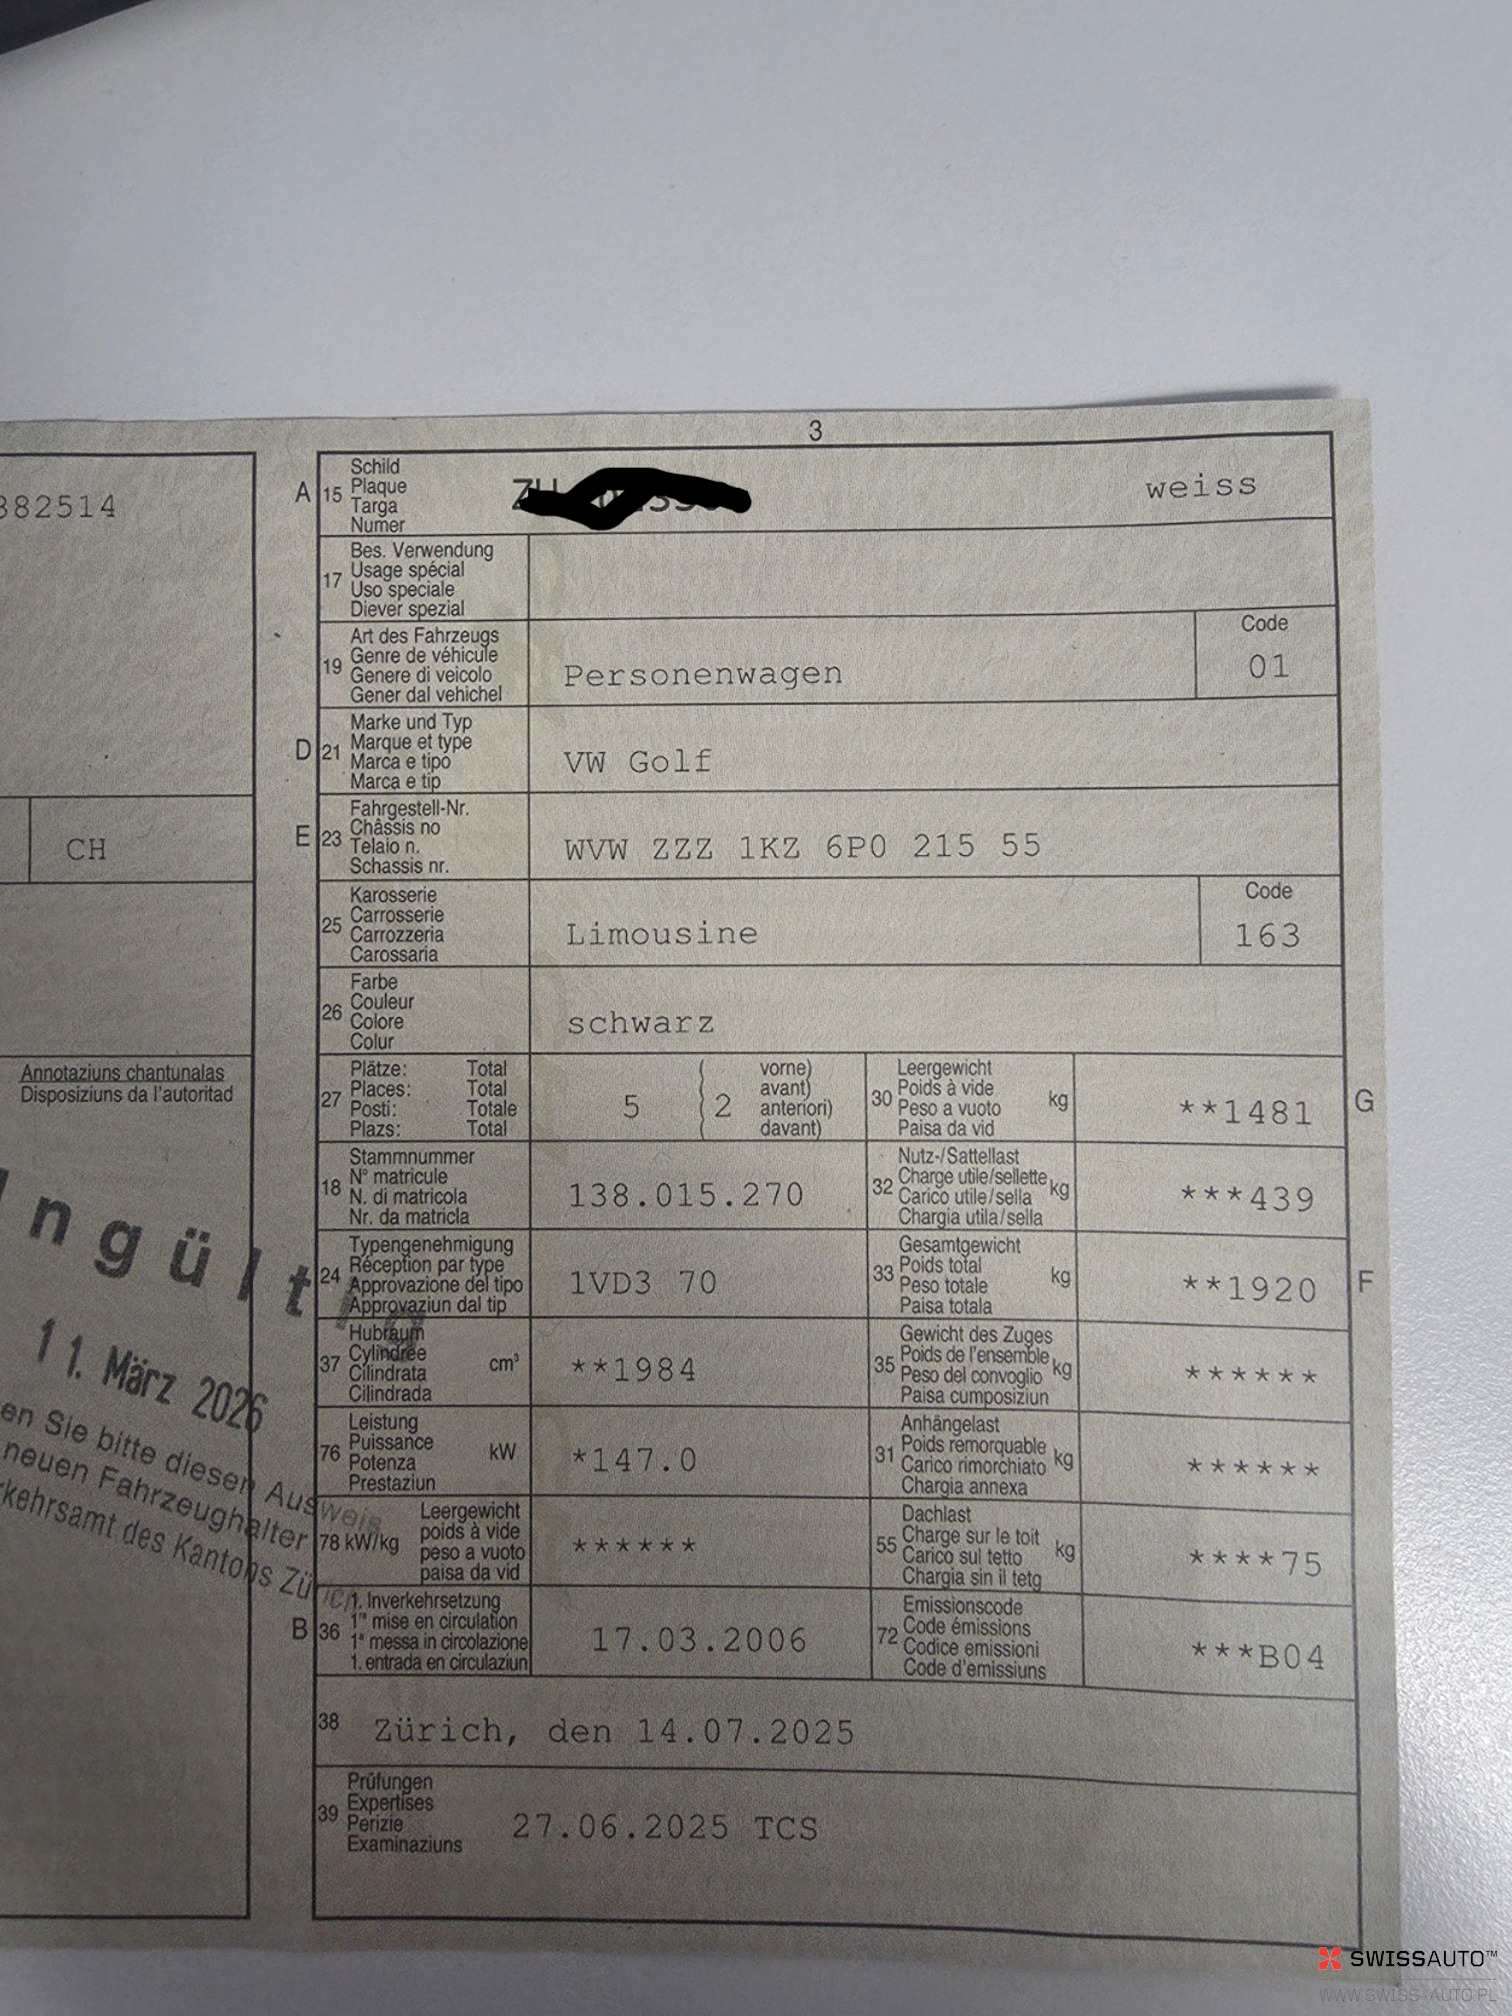 382514
CH
Annotaziuns chantunalas
Disposiziuns da l'autoritad
ngültig
11. März 2026
en Sie bitte diesen Ausweis
neuen Fahrzeughalter
kehrsamt des Kantons Zürich
3
A 15 Schild
Plaque
Targa
Numer
weiss
17 Bes. Verwendung
Usage spécial
Uso speciale
Diever spezial
19 Art des Fahrzeugs
Genre de véhicule
Genere di veicolo
Gener dal vehichel
Personenwagen
Code
01
D 21 Marke und Typ
Marque et type
Marca e tipo
Marca e tip
VW Golf
E 23 Fahrgestell-Nr.
Châssis no
Telaio n.
Schassis nr.
WVW ZZZ 1KZ 6P0 215 55
25 Karosserie
Carrosserie
Carrozzeria
Carossaria
Limousine
Code
163
26 Farbe
Couleur
Colore
Colur
schwarz
27 Plätze: Total
Places: Total
Posti: Totale
Plazs: Total
5 ( 2 vorne)
avant)
anteriori)
davant)
30 Leergewicht
Poids à vide
Peso a vuoto
Paisa da vid
kg
**1481
G
18 Stammnummer
N° matricule
N. di matricola
Nr. da matricla
138.015.270
32 Nutz-/Sattellast
Charge utile/sellette
Carico utile/sella
Chargia utila/sella
kg
***439
24 Typengenehmigung
Réception par type
Approvazione del tipo
Approvaziun dal tip
1VD3 70
33 Gesamtgewicht
Poids total
Peso totale
Paisa totala
kg
**1920
F
37 Hubraum
Cylindrée
Cilindrata
Cilindrada
cm³
**1984
35 Gewicht des Zuges
Poids de l'ensemble
Peso del convoglio
Paisa cumposiziun
kg
******
76 Leistung
Puissance
Potenza
Prestaziun
kW
*147.0
31 Anhängelast
Poids remorquable
Carico rimorchiato
Chargia annexa
kg
******
78 kW/kg Leergewicht
poids à vide
peso a vuoto
paisa da vid
******
55 Dachlast
Charge sur le toit
Carico sul tetto
Chargia sin il tetg
kg
****75
B 36 1. Inverkehrsetzung
1re mise en circulation
1a messa in circolazione
1. entrada en circulaziun
17.03.2006
72 Emissionscode
Code émissions
Codice emissioni
Code d'emissiuns
***B04
38 Zürich, den 14.07.2025
39 Prüfungen
Expertises
Perizie
Examinaziuns
27.06.2025 TCS
SWISSAUTO™
WWW.SWISS-AUTO.PL